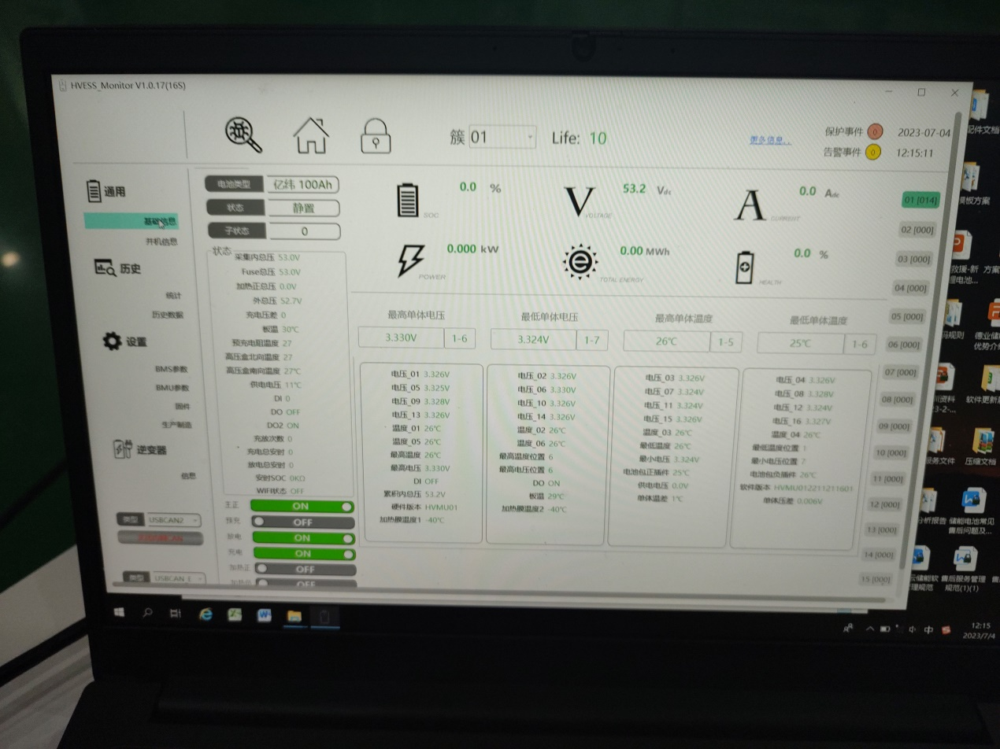 HVESS_Monitor V1.0.17(16S)
簇 01 Life: 10
更多信息...
保护事件 0 2023-07-04
告警事件 0 12:15:11
通用
基础信息
并机信息
历史
统计
历史数据
设置
BMS参数
BMU参数
固件
生产制造
逆变器
信息
类型 USBCAN2
类型 USBCAN
电池类型 亿纬 100Ah
状态 静置
子状态 0
状态
采集内总压 53.0V
Fuse总压 53.0V
加热正总压 0.0V
外总压 52.7V
充电压差 0
板温 30℃
预充电阻温度 27
高压盒北向温度 27
高压盒南向温度 27℃
供电电压 11℃
DI 0
DO OFF
DO2 ON
充放次数 0
充电总安时 0
放电总安时 0
安时SOC 0KΩ
WIFI状态 OFF
主正 ON
预充 OFF
放电 ON
充电 ON
加热正 OFF
OFF
0.0 %
SOC
53.2 Vdc
VOLTAGE
0.0 Adc
CURRENT
0.000 kW
POWER
0.00 MWh
TOTAL ENERGY
0.0 %
HEALTH
最高单体电压
3.330V 1-6
最低单体电压
3.324V 1-7
最高单体温度
26℃ 1-5
最低单体温度
25℃ 1-6
电压_01 3.326V
电压_05 3.325V
电压_09 3.328V
电压_13 3.326V
温度_01 26℃
温度_05 26℃
最高温度 26℃
最高电压 3.330V
DI OFF
累积内总压 53.2V
硬件版本 HVMU01
加热膜温度1 -40℃
电压_02 3.326V
电压_06 3.330V
电压_10 3.326V
电压_14 3.326V
温度_02 26℃
温度_06 26℃
最高温度位置 6
最高电压位置 6
DO ON
板温 29℃
加热膜温度2 -40℃
电压_03 3.326V
电压_07 3.324V
电压_11 3.324V
电压_15 3.326V
温度_03 26℃
最低温度 26℃
最小电压 3.324V
电池包正插件 25℃
供电电压 0.0V
单体温差 1℃
电压_04 3.326V
电压_08 3.328V
电压_12 3.324V
电压_16 3.327V
温度_04 26℃
最低温度位置 1
最小电压位置 7
电池包负插件 26℃
软件版本 HVMU012211211601
单体压差 0.006V
01 [014]
02 [000]
03 [000]
04 [000]
05 [000]
06 [000]
07 [000]
08 [000]
09 [000]
10 [000]
11 [000]
12 [000]
13 [000]
14 [000]
15 [000]
配件文档
模板方案
救援-新
方案
德业储
优势介
软件更新
服务文件
压缩文档
分析报告
储能电池常见
售后问题及...
售后服务管理
规范(1)(1)
中
12:15
2023/7/4